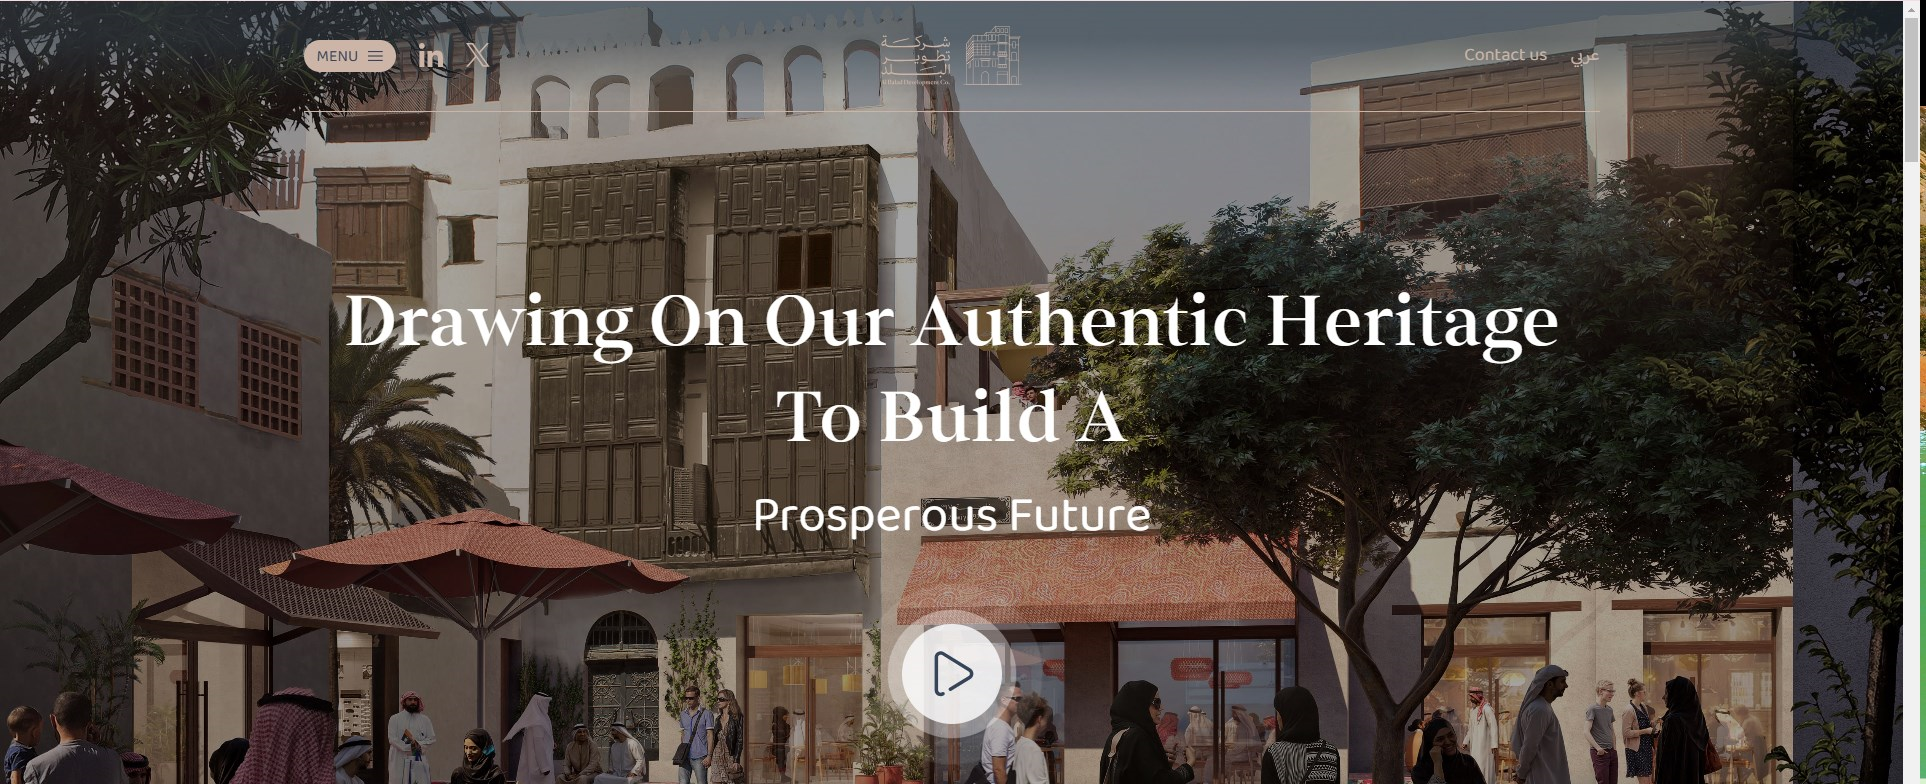 MENU
in
X
شركة
تطوير
البلد
Al Balad Development Co.
Contact us
عربي
Drawing On Our Authentic Heritage
To Build A
Prosperous Future